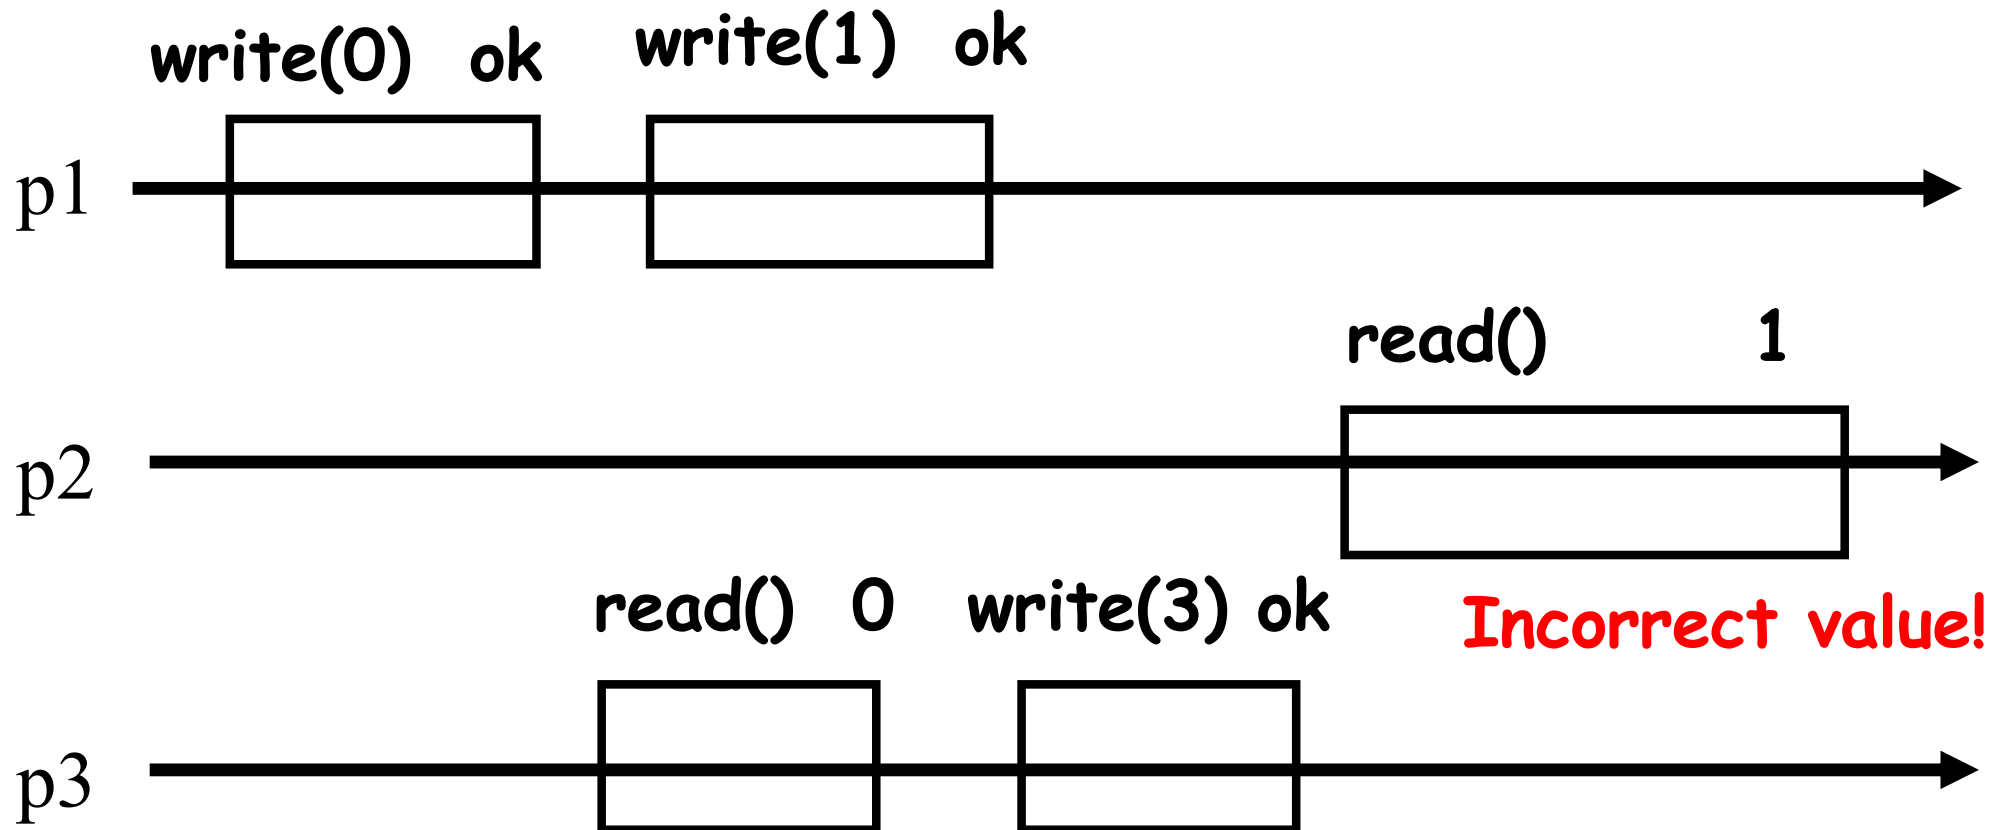 write(0) ok write(1) ok
p1
read() 1
p2
read() 0 write(3) ok Incorrect value!
p3